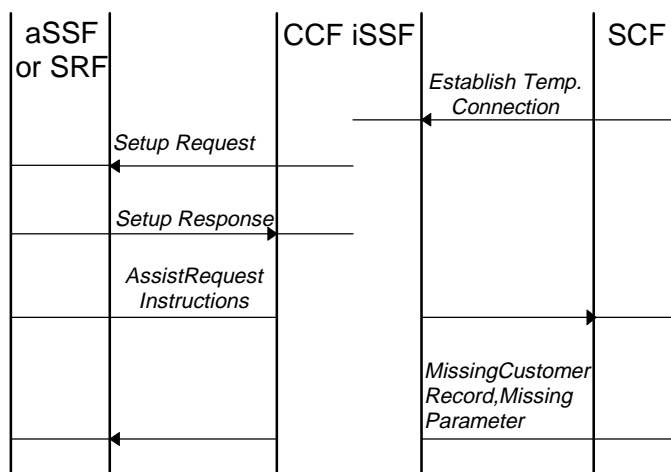 aSSF
or SRF
CCF iSSF
SCF
Establish Temp.
Connection
Setup Request
Setup Response
AssistRequest
Instructions
MissingCustomer
Record,Missing
Parameter